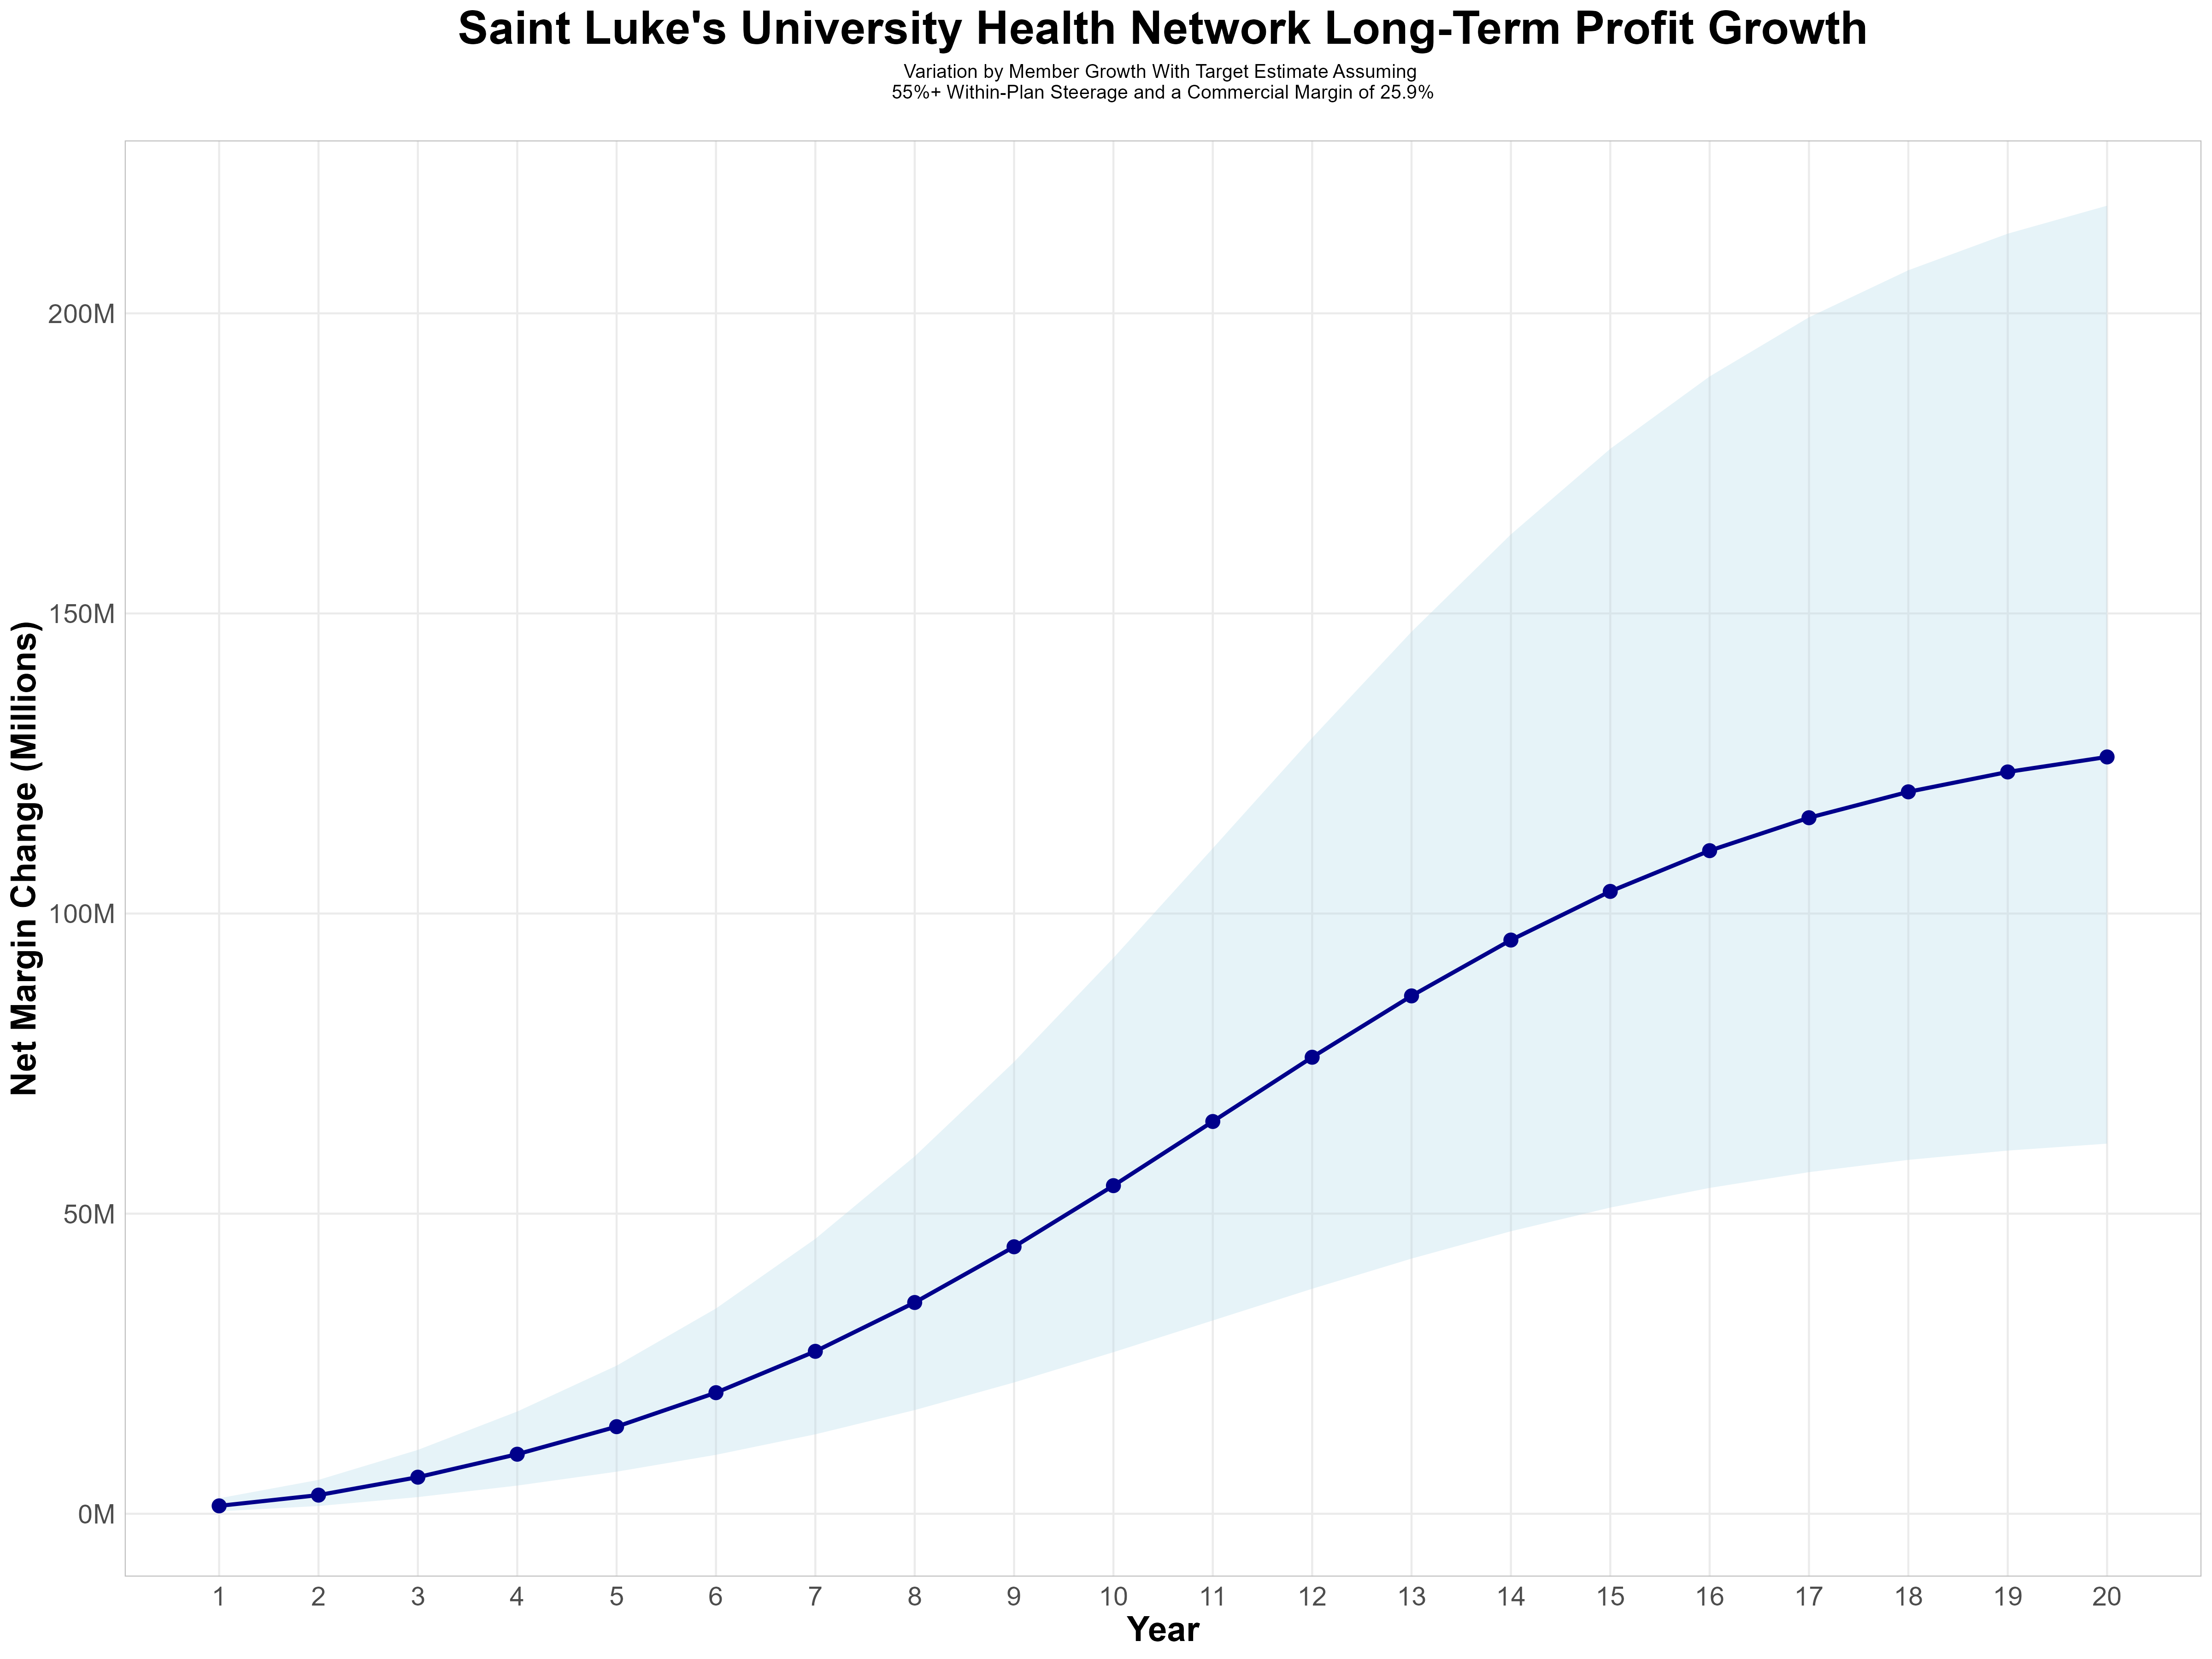 Saint Luke's University Health Network Long-Term Profit Growth
Variation by Member Growth With Target Estimate Assuming
55%+ Within-Plan Steerage and a Commercial Margin of 25.9%
Net Margin Change (Millions)
200M
150M
100M
50M
0M
1 2 3 4 5 6 7 8 9 10 11 12 13 14 15 16 17 18 19 20
Year